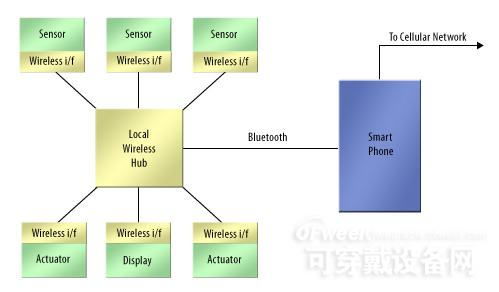 Sensor
Wireless i/f
Sensor
Wireless i/f
Sensor
Wireless i/f
To Cellular Network
Local
Wireless
Hub
Bluetooth
Smart
Phone
Wireless i/f
Actuator
Wireless i/f
Display
Wireless i/f
Actuator
OFweek
可穿戴设备网